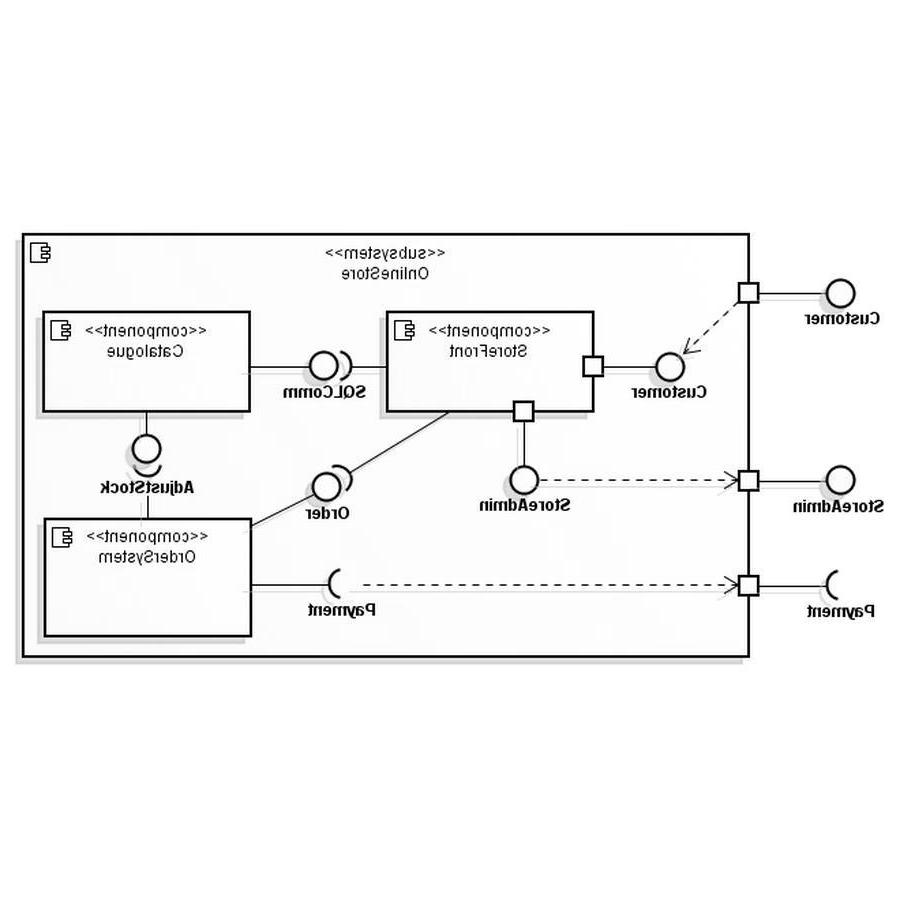 <<subsystem>>
OnlineStore
Customer
<<component>>
StoreFront
<<component>>
Catalogue
Customer
SQLComm
AdjustStock
StoreAdmin
StoreAdmin
Order
<<component>>
OrderSystem
Payment
Payment